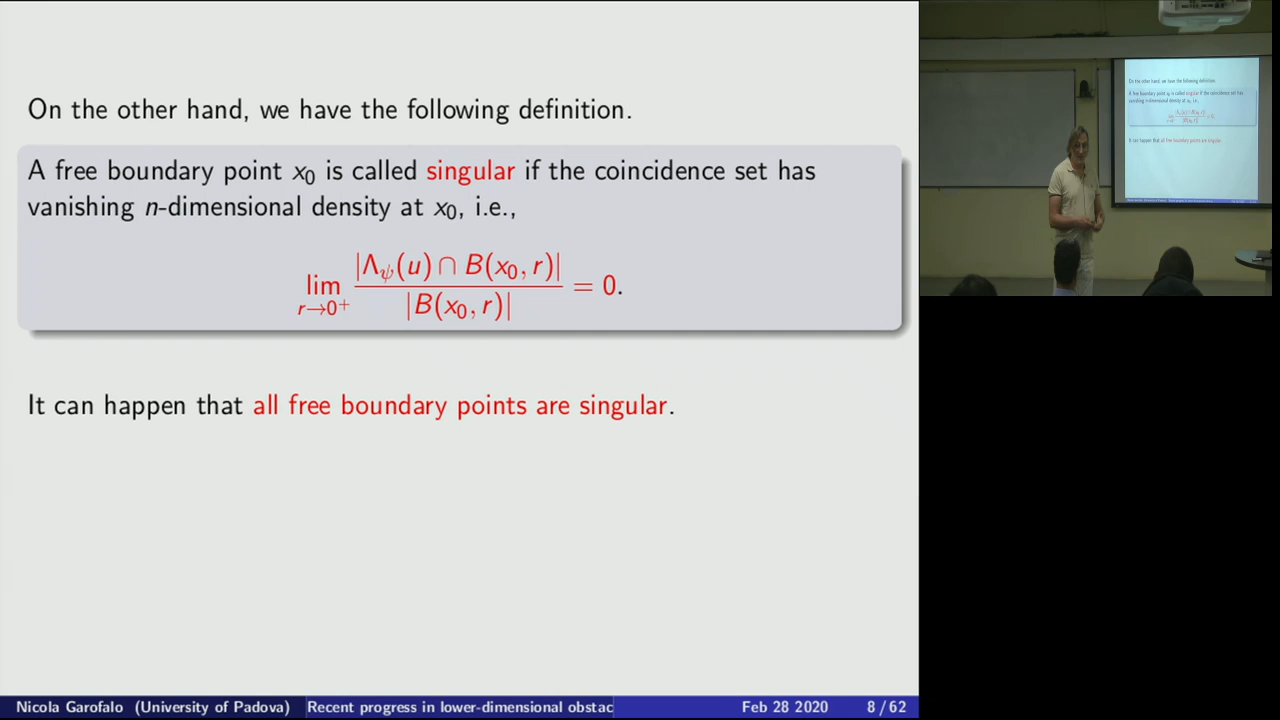 On the other hand, we have the following definition.
A free boundary point x₀ is called singular if the coincidence set has
vanishing n-dimensional density at x₀, i.e.,
lim_{r→0⁺} |Λ_ψ(u) ∩ B(x₀, r)| / |B(x₀, r)| = 0.
It can happen that all free boundary points are singular.
Nicola Garofalo (University of Padova) Recent progress in lower-dimensional obstac Feb 28 2020 8 / 62